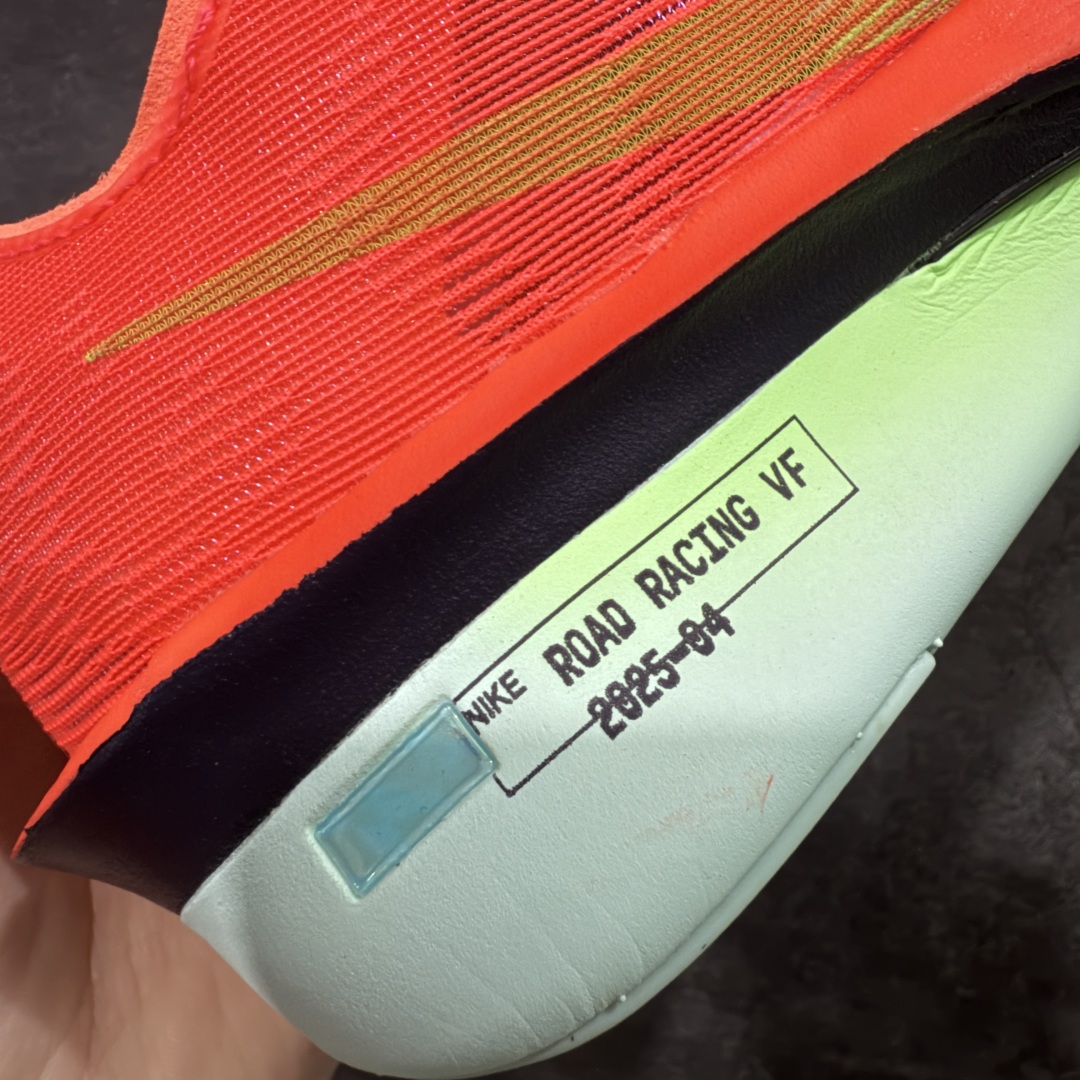 NIKE ROAD RACING VF
2025-04